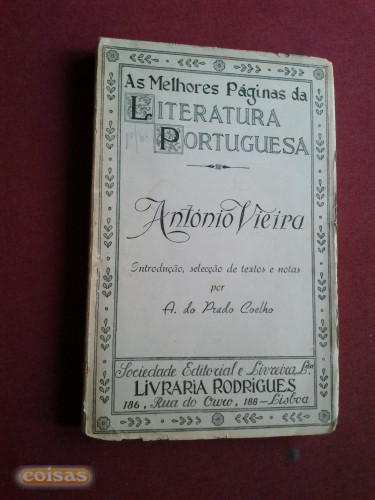 As Melhores Páginas da
LITERATURA
PORTUGUESA
António Vieira
Introdução, selecção de textos e notas
por
A. do Prado Coelho
Sociedade Editorial e Livreira, Lda
LIVRARIA RODRIGUES
186, Rua do Ouro, 188—Lisboa
coisas